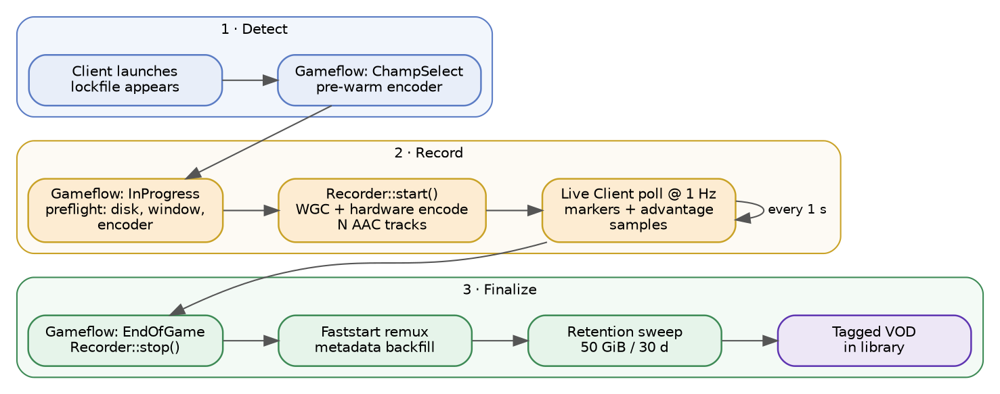 1 · Detect
Client launches
lockfile appears
Gameflow: ChampSelect
pre-warm encoder
2 · Record
Gameflow: InProgress
preflight: disk, window,
encoder
Recorder::start()
WGC + hardware encode
N AAC tracks
Live Client poll @ 1 Hz
markers + advantage
samples
every 1 s
3 · Finalize
Gameflow: EndOfGame
Recorder::stop()
Faststart remux
metadata backfill
Retention sweep
50 GiB / 30 d
Tagged VOD
in library